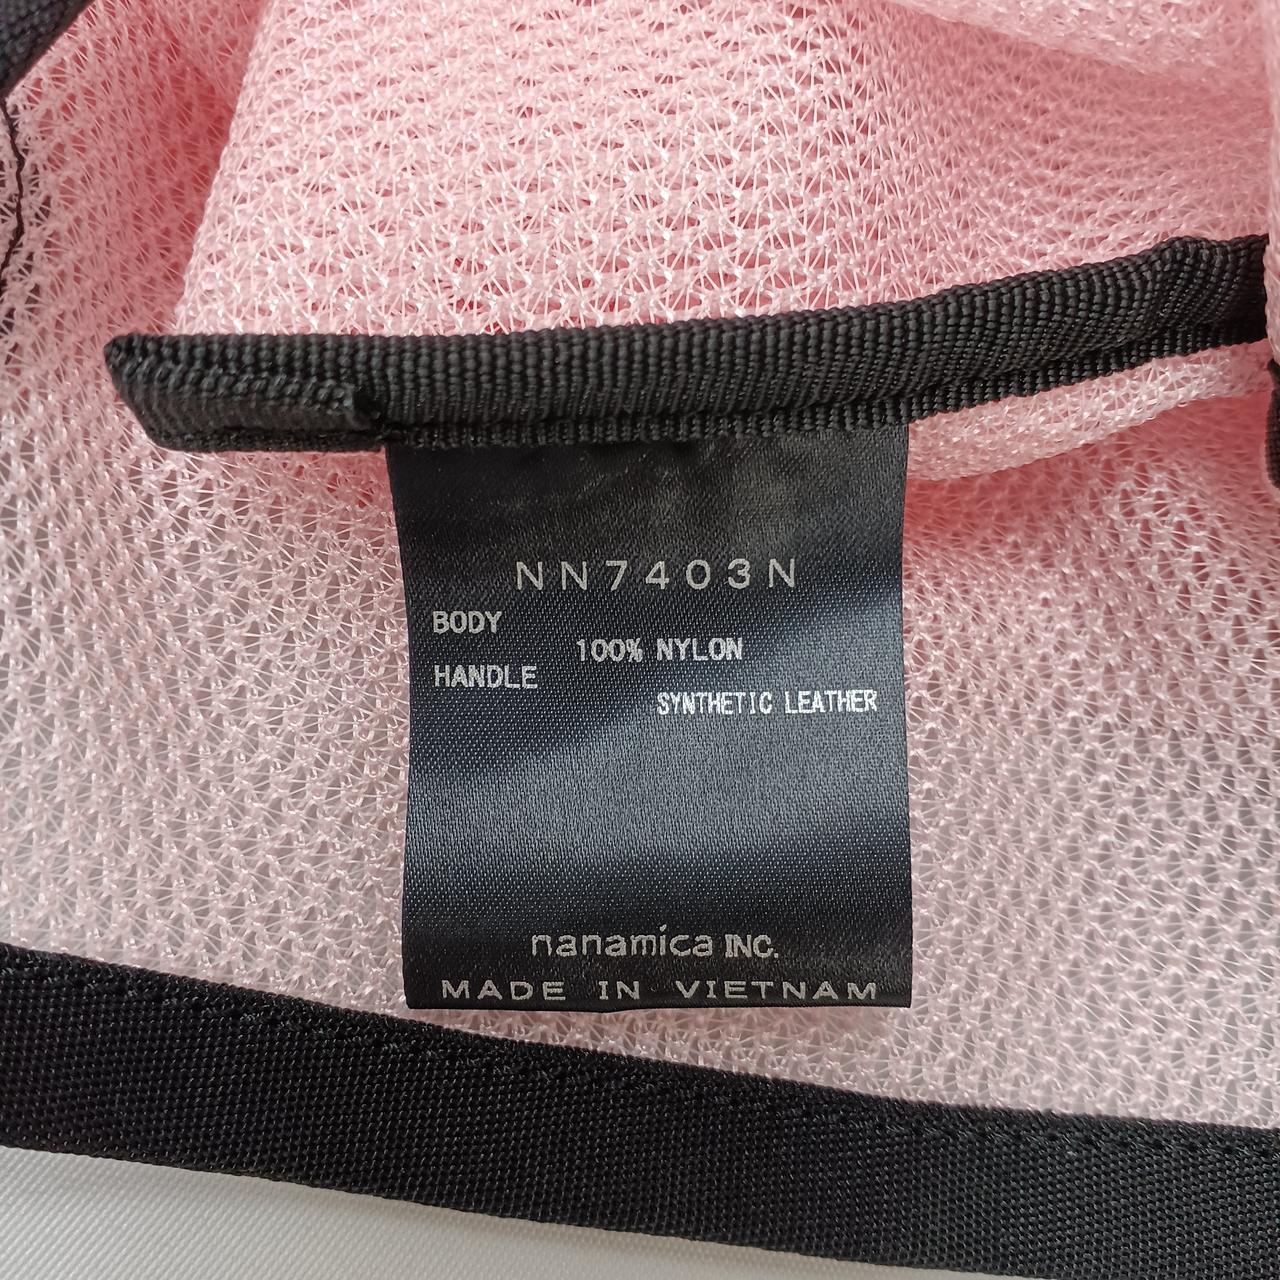 NN7403N
BODY
100% NYLON
HANDLE
SYNTHETIC LEATHER
nanamica INC.
MADE IN VIETNAM